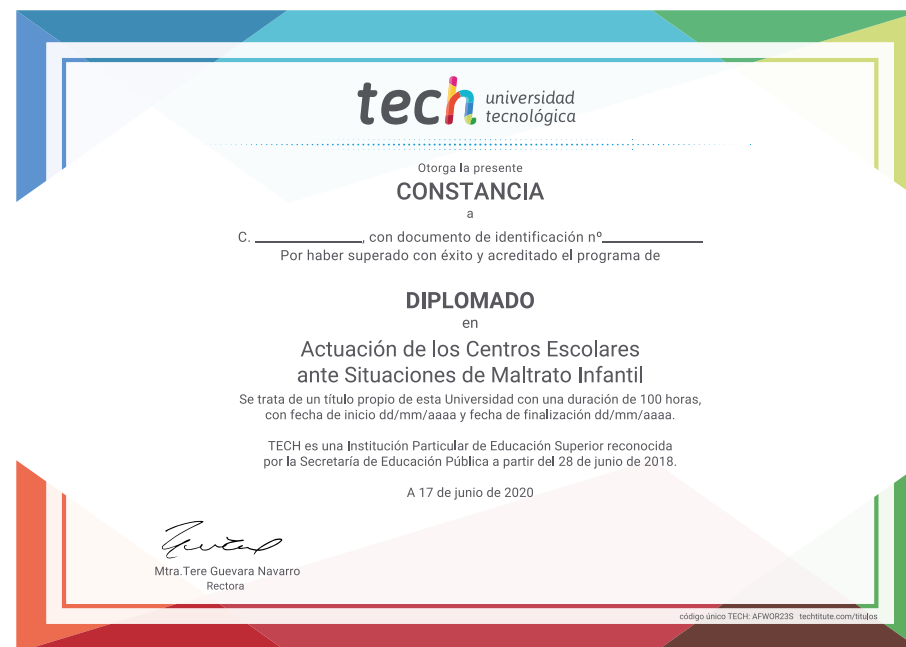 tech universidad
tecnológica
Otorga la presente
CONSTANCIA
a
C. ____________, con documento de identificación nº____________
Por haber superado con éxito y acreditado el programa de
DIPLOMADO
en
Actuación de los Centros Escolares
ante Situaciones de Maltrato Infantil
Se trata de un título propio de esta Universidad con una duración de 100 horas,
con fecha de inicio dd/mm/aaaa y fecha de finalización dd/mm/aaaa.
TECH es una Institución Particular de Educación Superior reconocida
por la Secretaría de Educación Pública a partir del 28 de junio de 2018.
A 17 de junio de 2020
Mtra.Tere Guevara Navarro
Rectora
código único TECH: AFWOR23S techtitute.com/titulos